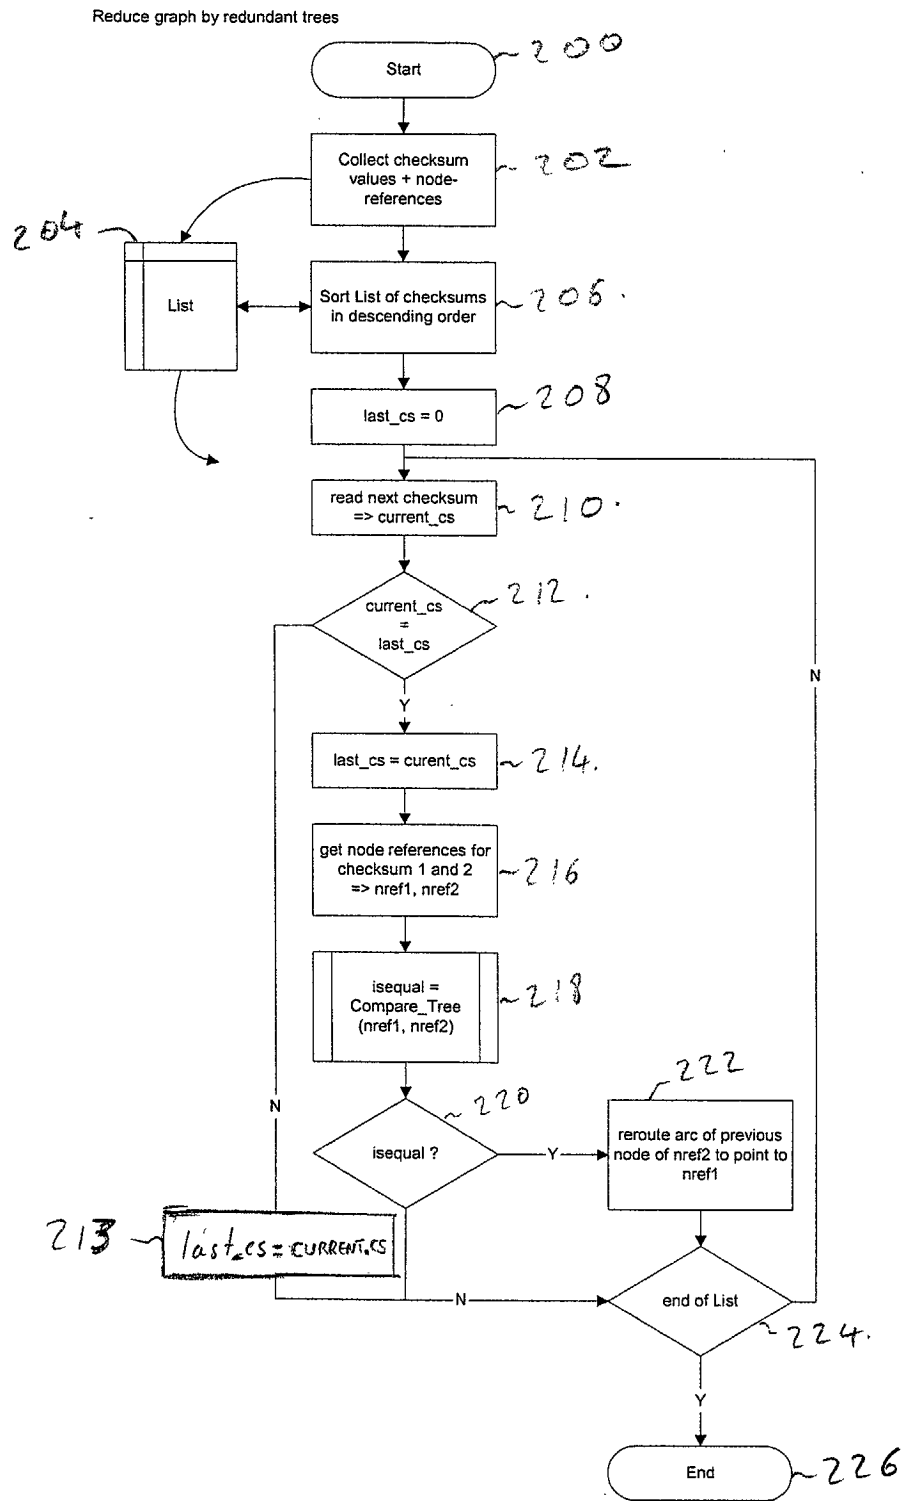 Reduce graph by redundant trees
Start
200
Collect checksum
values + node-
references
202
204
List
Sort List of checksums
in descending order
206.
last_cs = 0
208
read next checksum
=> current_cs
210.
current_cs
=
last_cs
212.
Y
N
last_cs = curent_cs
214.
get node references for
checksum 1 and 2
=> nref1, nref2
216
isequal =
Compare_Tree
(nref1, nref2)
218
222
N
220
isequal ?
Y
reroute arc of previous
node of nref2 to point to
nref1
213
last_cs = CURRENT.CS
N
end of List
224.
Y
End
226